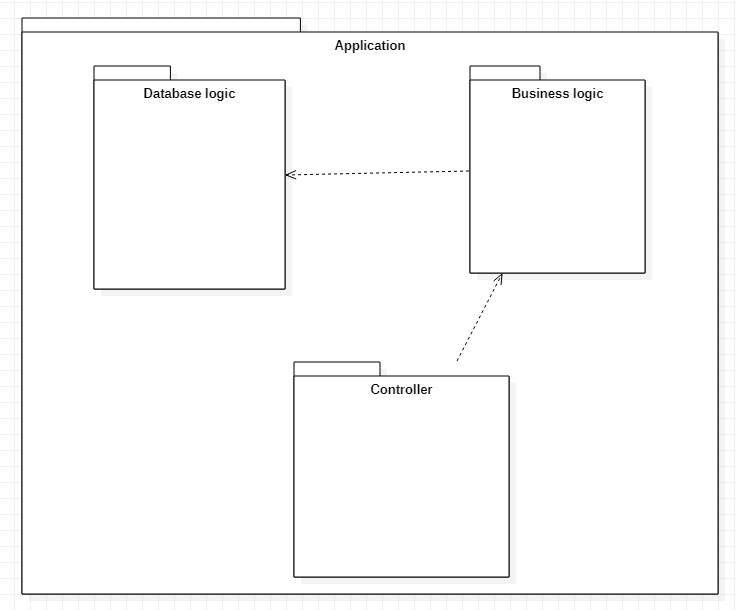 Application
Database logic
Business logic
Controller